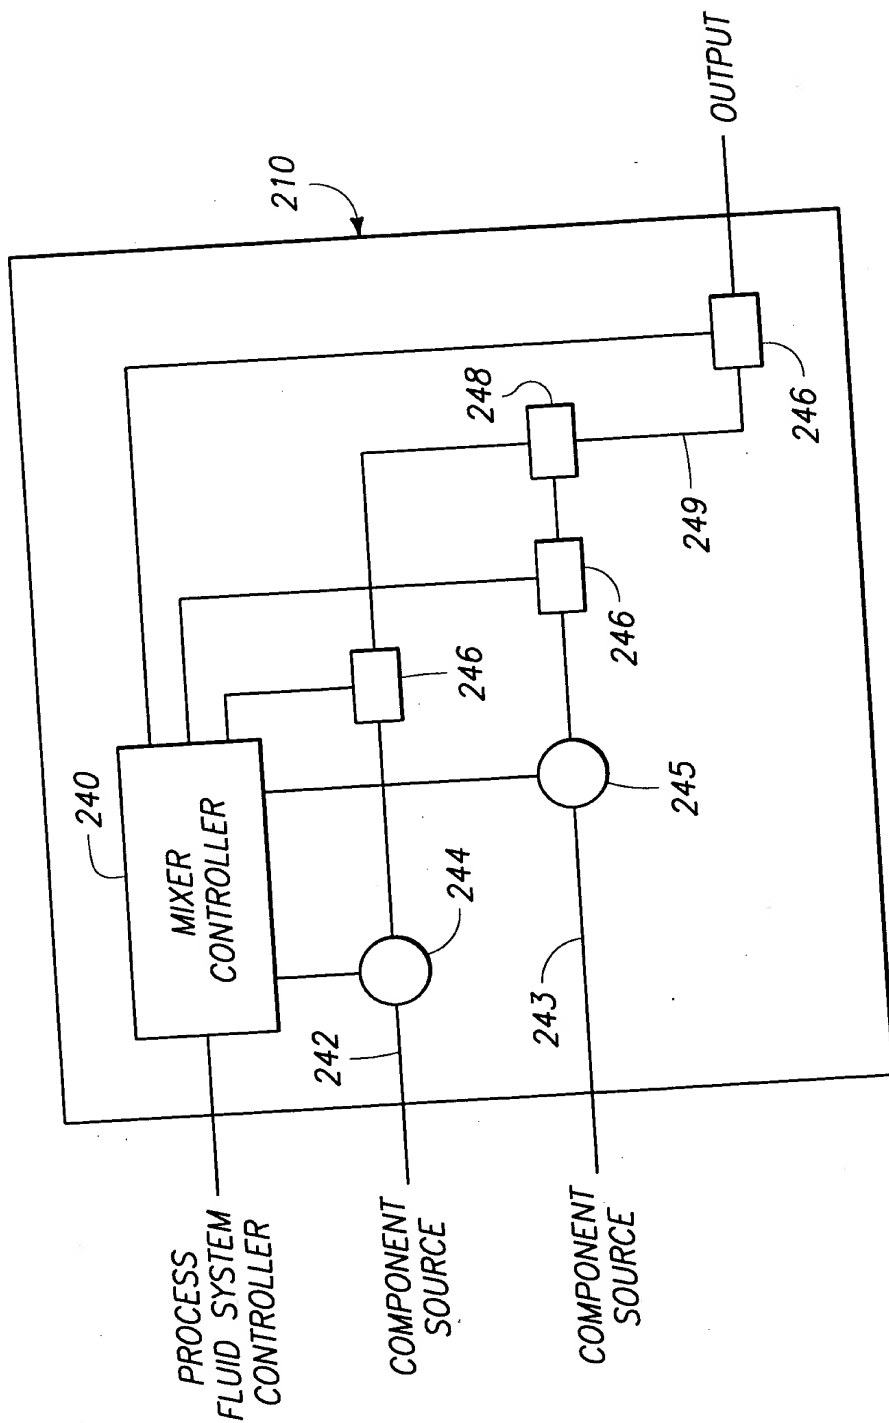 210
240
MIXER
CONTROLLER
PROCESS
FLUID SYSTEM
CONTROLLER
242
244
246
248
COMPONENT
SOURCE
243
245
246
249
246
OUTPUT
COMPONENT
SOURCE